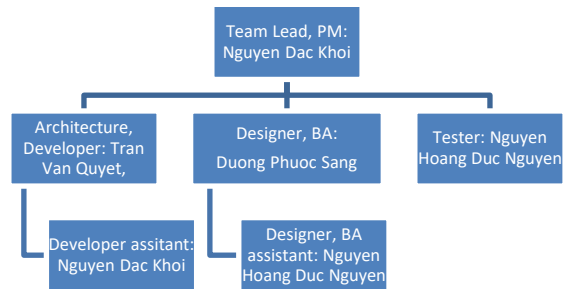 Team Lead, PM:
Nguyen Dac Khoi
Architecture,
Developer: Tran
Van Quyet,
Designer, BA:
Duong Phuoc Sang
Tester: Nguyen
Hoang Duc Nguyen
Developer assitant:
Nguyen Dac Khoi
Designer, BA
assistant: Nguyen
Hoang Duc Nguyen